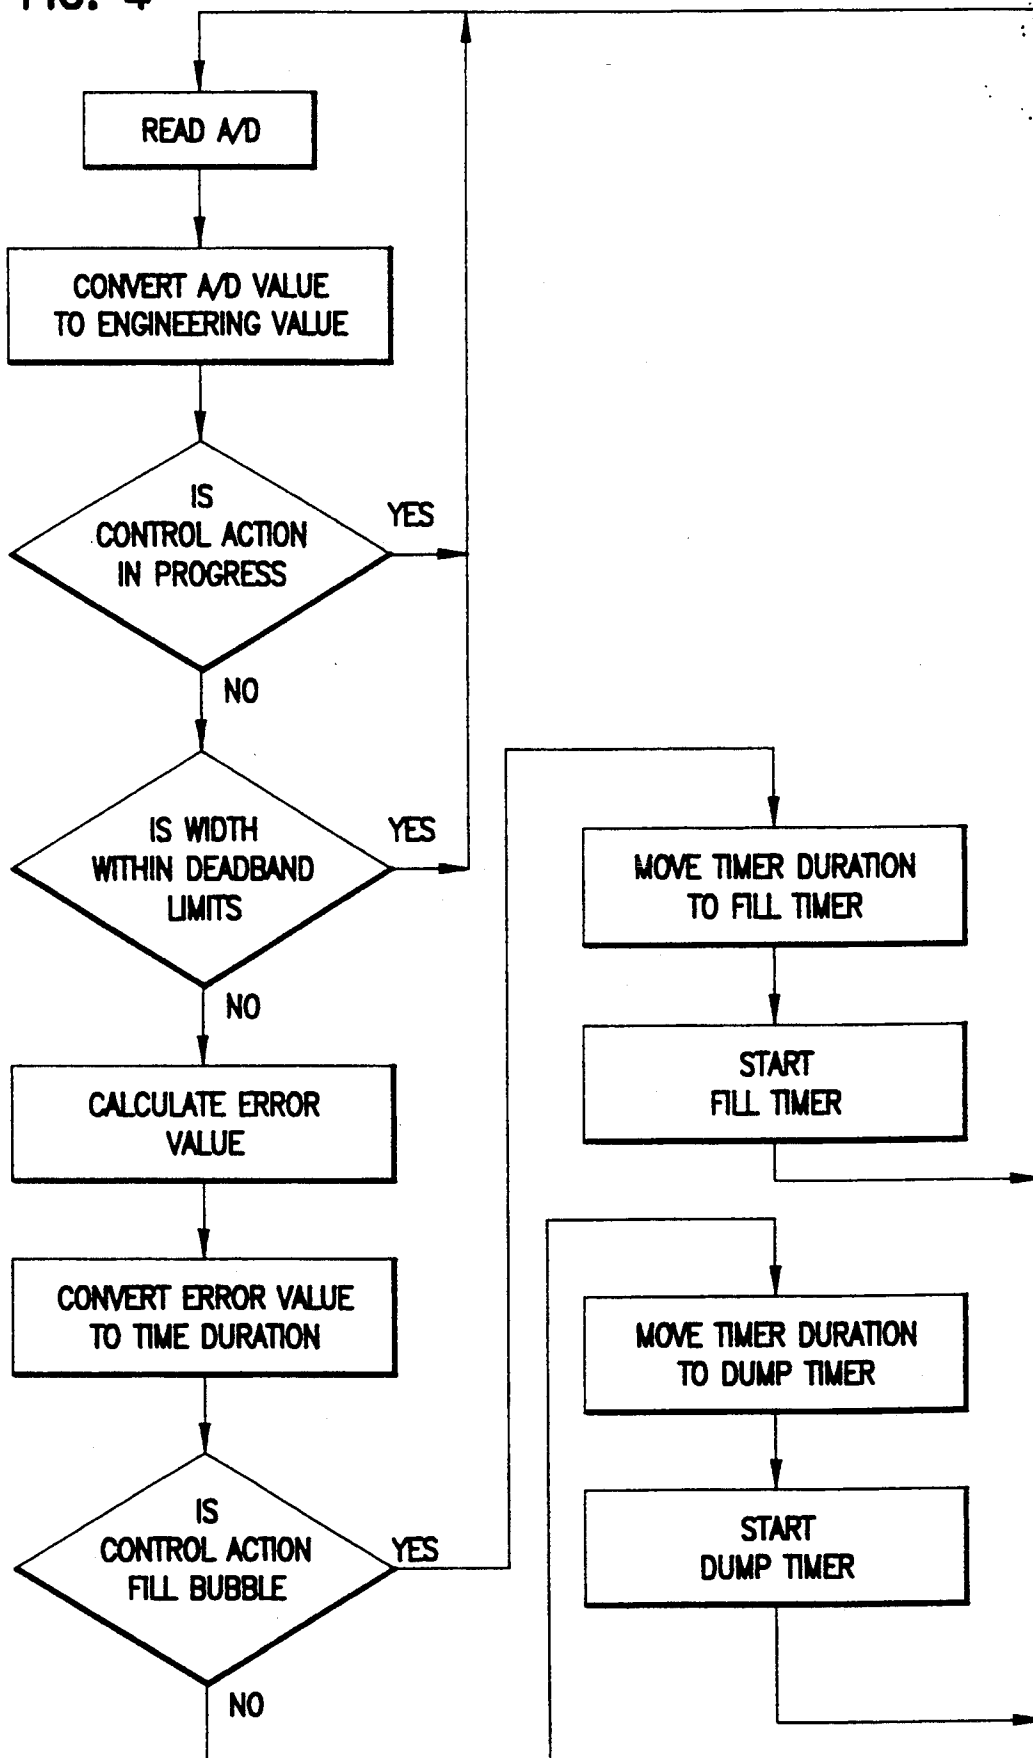 FIG. 4
READ A/D
CONVERT A/D VALUE
TO ENGINEERING VALUE
IS
CONTROL ACTION
IN PROGRESS
YES
NO
IS WIDTH
WITHIN DEADBAND
LIMITS
YES
NO
CALCULATE ERROR
VALUE
CONVERT ERROR VALUE
TO TIME DURATION
IS
CONTROL ACTION
FILL BUBBLE
YES
NO
MOVE TIMER DURATION
TO FILL TIMER
START
FILL TIMER
MOVE TIMER DURATION
TO DUMP TIMER
START
DUMP TIMER